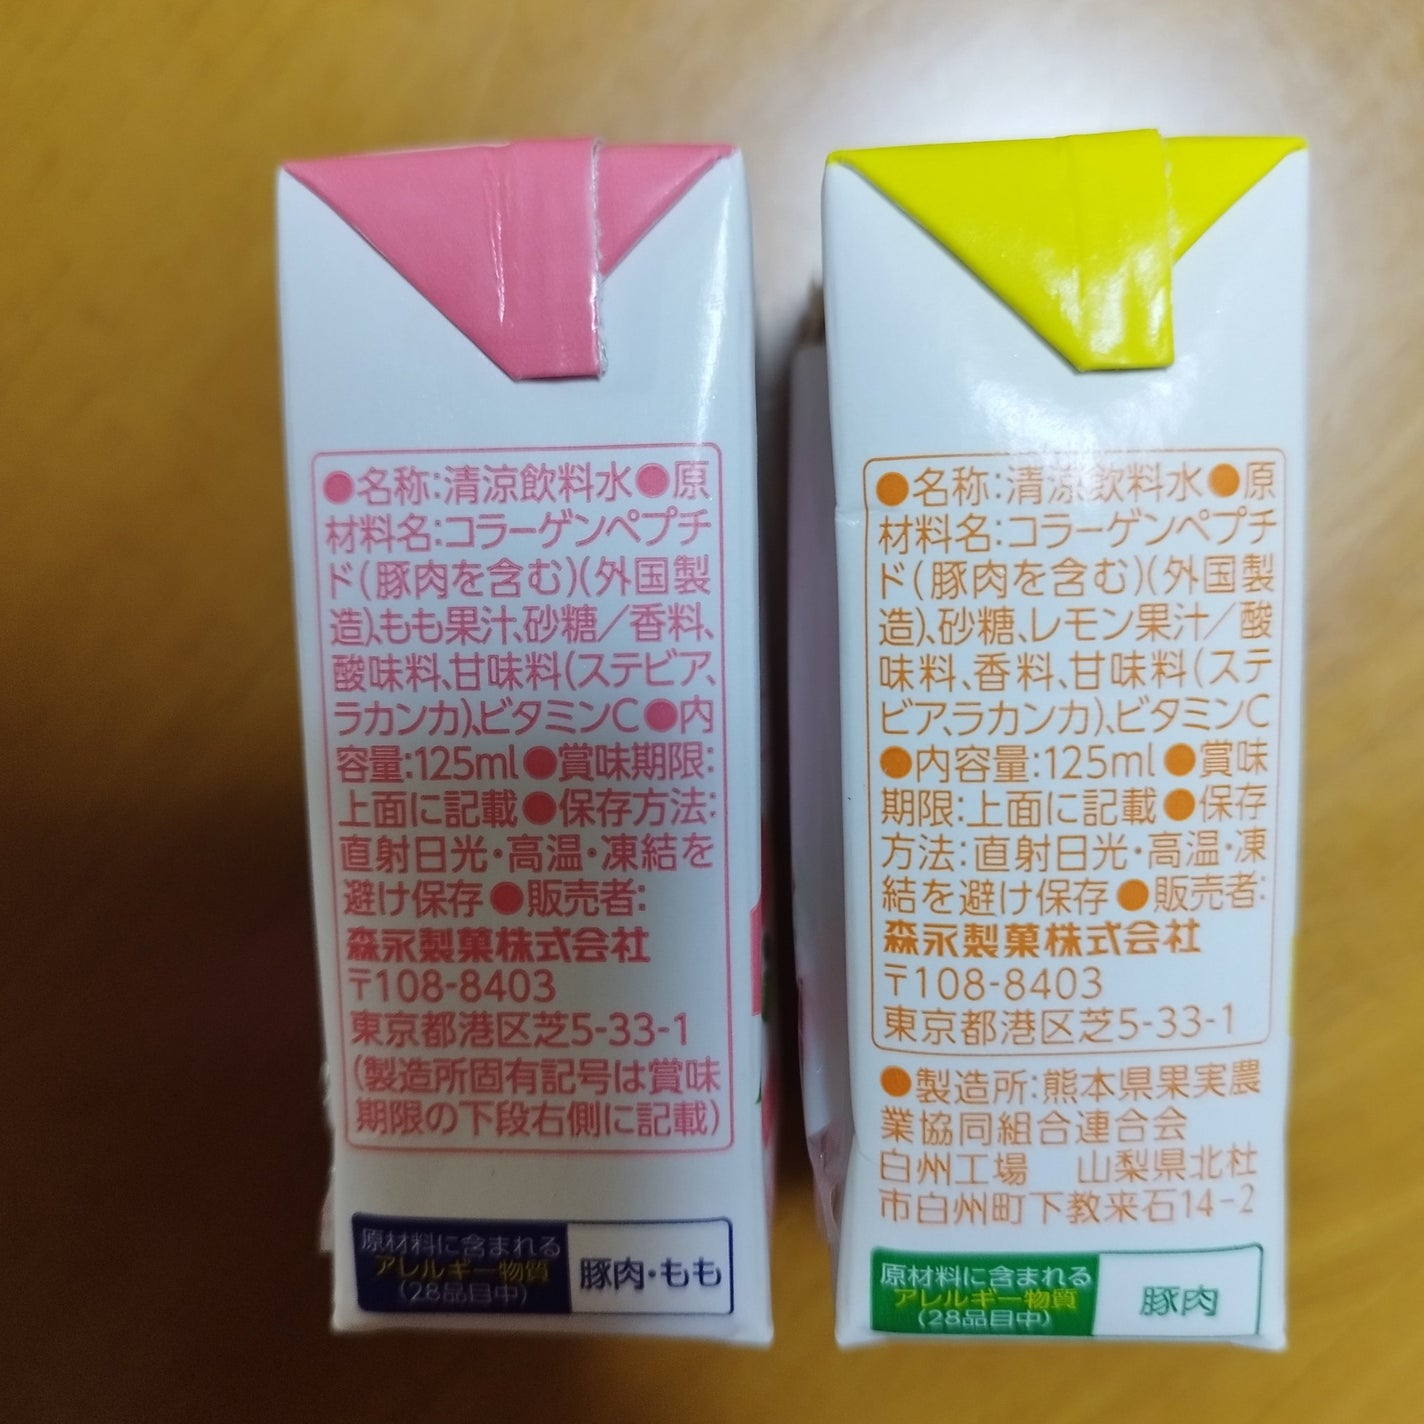 ●名称:清涼飲料水●原
材料名:コラーゲンペプチ
ド(豚肉を含む)(外国製
造)、もも果汁、砂糖／香料、
酸味料、甘味料(ステビア、
ラカンカ)、ビタミンC●内
容量:125ml●賞味期限:
上面に記載●保存方法:
直射日光・高温・凍結を
避け保存●販売者:
森永製菓株式会社
〒108-8403
東京都港区芝5-33-1
(製造所固有記号は賞味
期限の下段右側に記載)
原材料に含まれる
アレルギー物質
(28品目中)
豚肉・もも
●名称:清涼飲料水●原
材料名:コラーゲンペプチ
ド(豚肉を含む)(外国製
造)、砂糖、レモン果汁／酸
味料、香料、甘味料(ステ
ビア、ラカンカ)、ビタミンC
●内容量:125ml●賞味
期限:上面に記載●保存
方法:直射日光・高温・凍
結を避け保存●販売者:
森永製菓株式会社
〒108-8403
東京都港区芝5-33-1
●製造所:熊本県果実農
業協同組合連合会
白州工場　山梨県北杜
市白州町下教来石14-2
原材料に含まれる
アレルギー物質
(28品目中)
豚肉